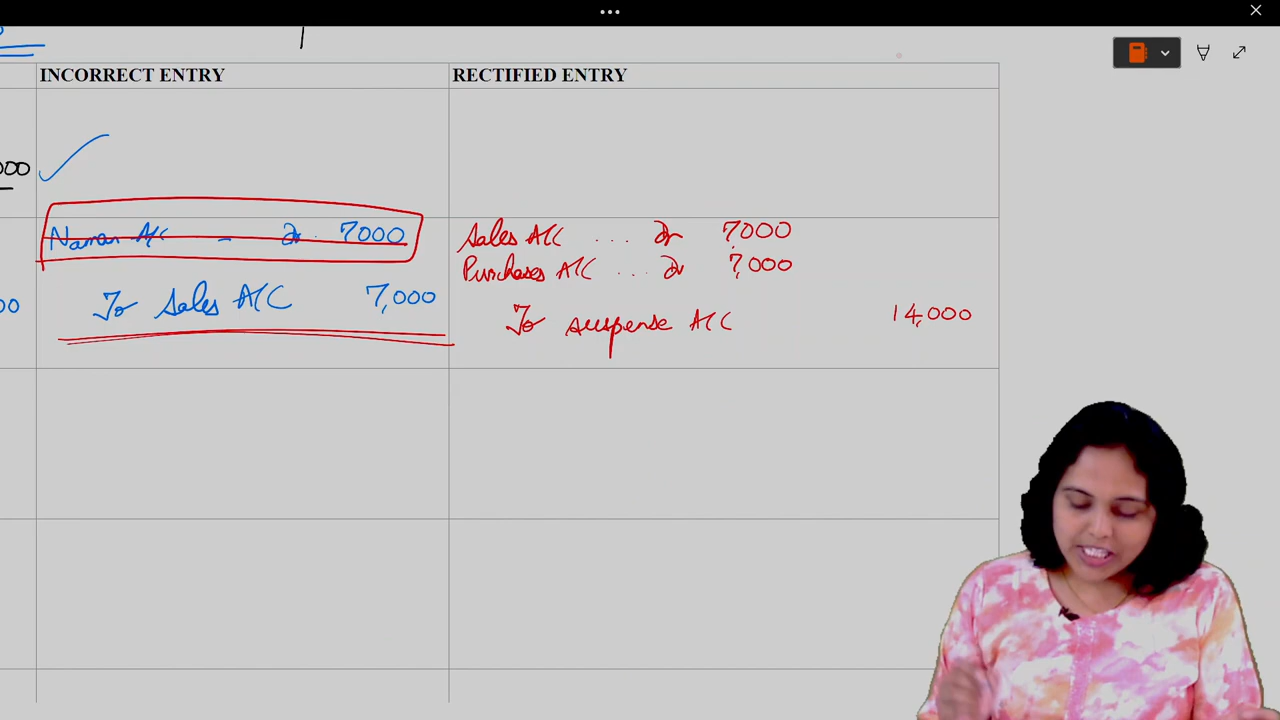 INCORRECT ENTRY
RECTIFIED ENTRY
000
Naman A/C - Dr. 7000
Sales A/C ... Dr 7000
Purchases A/C ... Dr 7,000
00
To Sales A/C 7,000
To suspense A/C 14,000